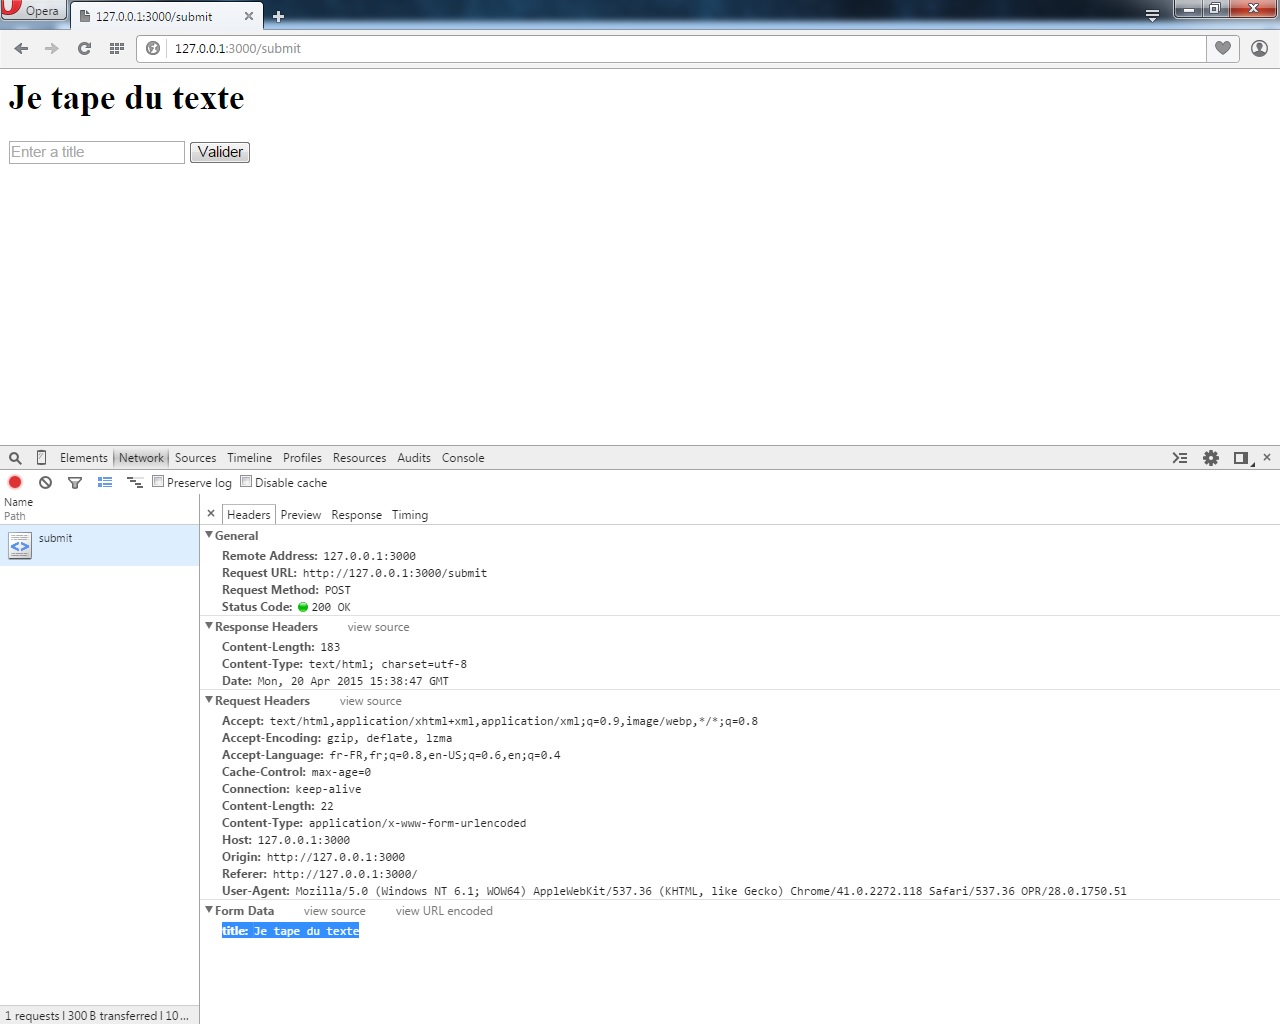 Opera
127.0.0.1:3000/submit
127.0.0.1:3000/submit
Je tape du texte
Enter a title Valider
Elements Network Sources Timeline Profiles Resources Audits Console
Preserve log Disable cache
Name
Path
Headers Preview Response Timing
submit
General
Remote Address: 127.0.0.1:3000
Request URL: http://127.0.0.1:3000/submit
Request Method: POST
Status Code: 200 OK
Response Headers view source
Content-Length: 183
Content-Type: text/html; charset=utf-8
Date: Mon, 20 Apr 2015 15:38:47 GMT
Request Headers view source
Accept: text/html,application/xhtml+xml,application/xml;q=0.9,image/webp,*/*;q=0.8
Accept-Encoding: gzip, deflate, lzma
Accept-Language: fr-FR,fr;q=0.8,en-US;q=0.6,en;q=0.4
Cache-Control: max-age=0
Connection: keep-alive
Content-Length: 22
Content-Type: application/x-www-form-urlencoded
Host: 127.0.0.1:3000
Origin: http://127.0.0.1:3000
Referer: http://127.0.0.1:3000/
User-Agent: Mozilla/5.0 (Windows NT 6.1; WOW64) AppleWebKit/537.36 (KHTML, like Gecko) Chrome/41.0.2272.118 Safari/537.36 OPR/28.0.1750.51
Form Data view source view URL encoded
title: Je tape du texte
1 requests | 300 B transferred | 10...